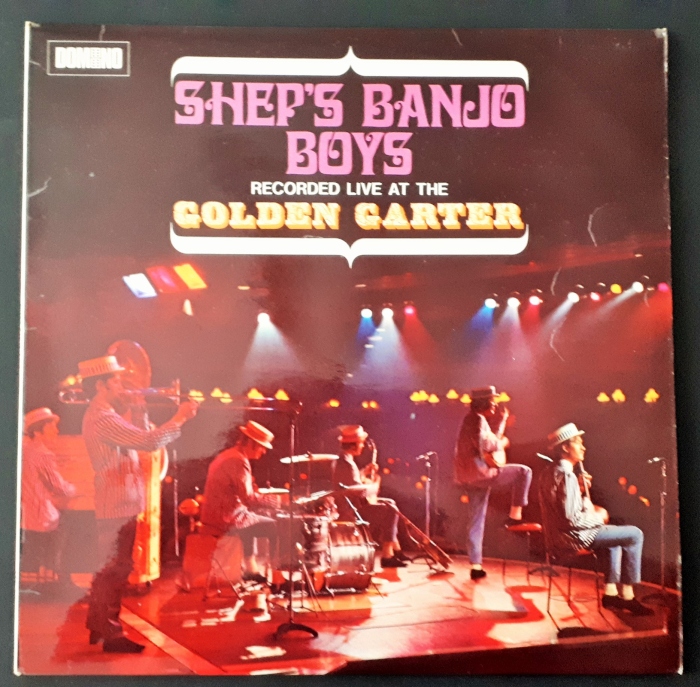 DOMINO
SHEP'S BANJO
BOYS
RECORDED LIVE AT THE
GOLDEN GARTER